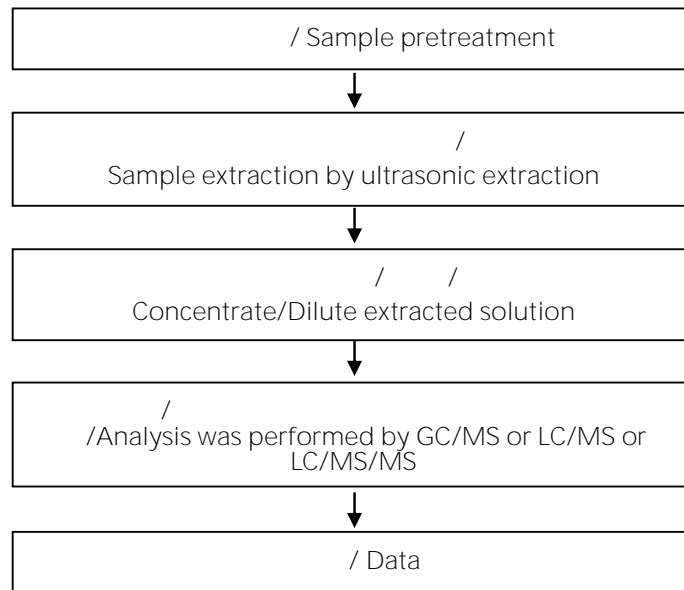 / Sample pretreatment
/
Sample extraction by ultrasonic extraction
/ /
Concentrate/Dilute extracted solution
/
/Analysis was performed by GC/MS or LC/MS or
LC/MS/MS
/ Data